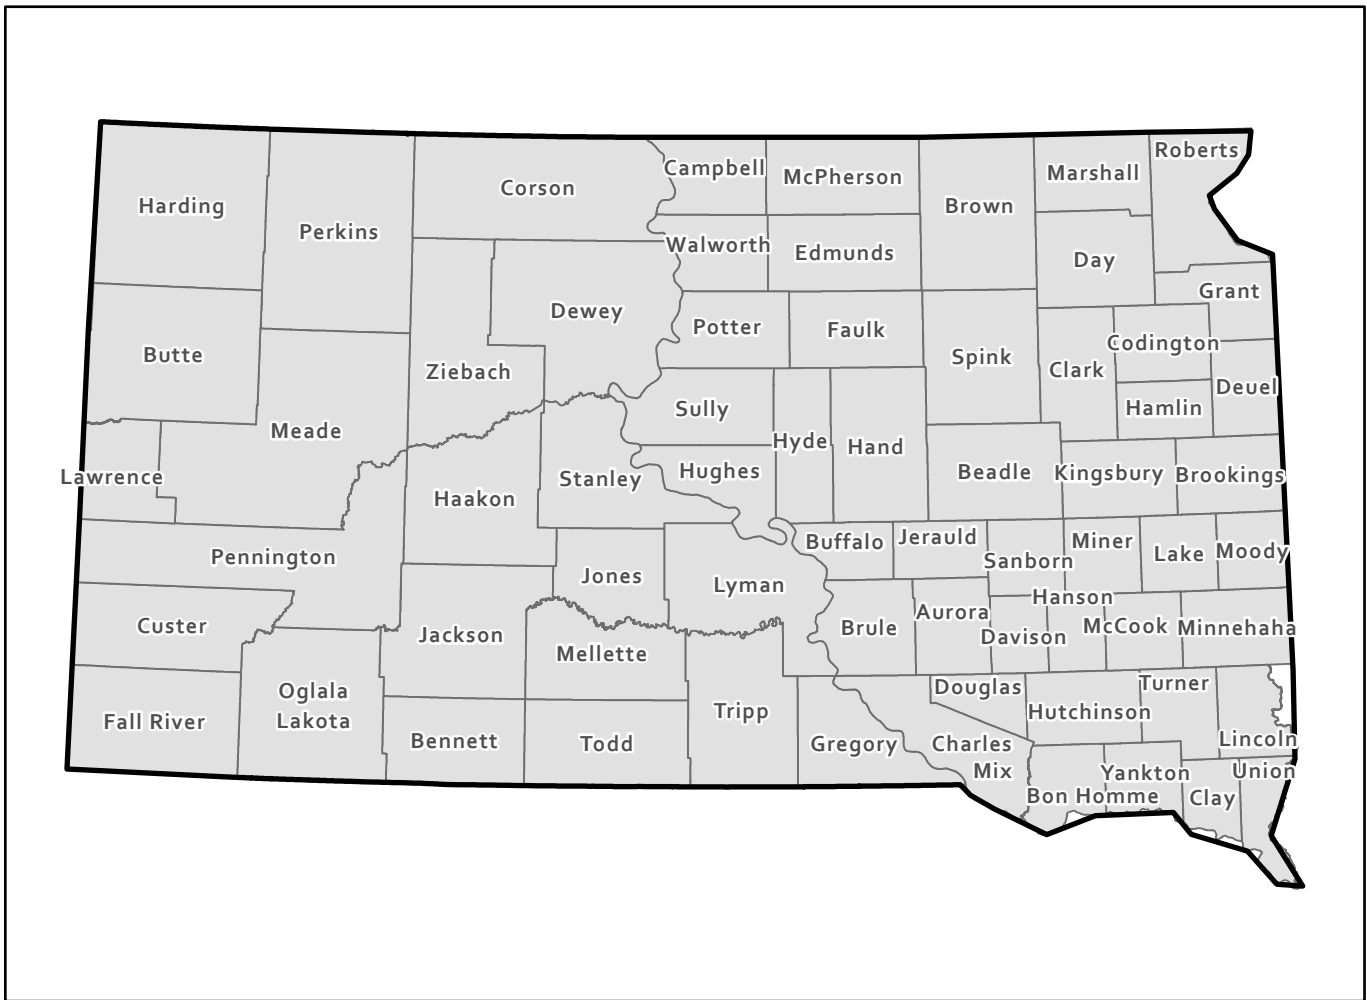 Roberts
Campbell
McPherson
Marshall
Corson
Harding
Brown
Perkins
Walworth
Edmunds
Day
Grant
Dewey
Potter
Faulk
Codington
Butte
Spink
Ziebach
Clark
Deuel
Sully
Hamlin
Meade
Hyde
Hand
Lawrence
Stanley
Hughes
Beadle
Kingsbury
Brookings
Haakon
Pennington
Buffalo
Jerauld
Miner
Sanborn
Lake
Moody
Jones
Lyman
Hanson
Custer
Jackson
Brule
Aurora
Davison
McCook
Minnehaha
Mellette
Oglala
Lakota
Douglas
Turner
Fall River
Tripp
Hutchinson
Bennett
Todd
Gregory
Charles
Mix
Lincoln
Yankton
Union
Bon Homme
Clay